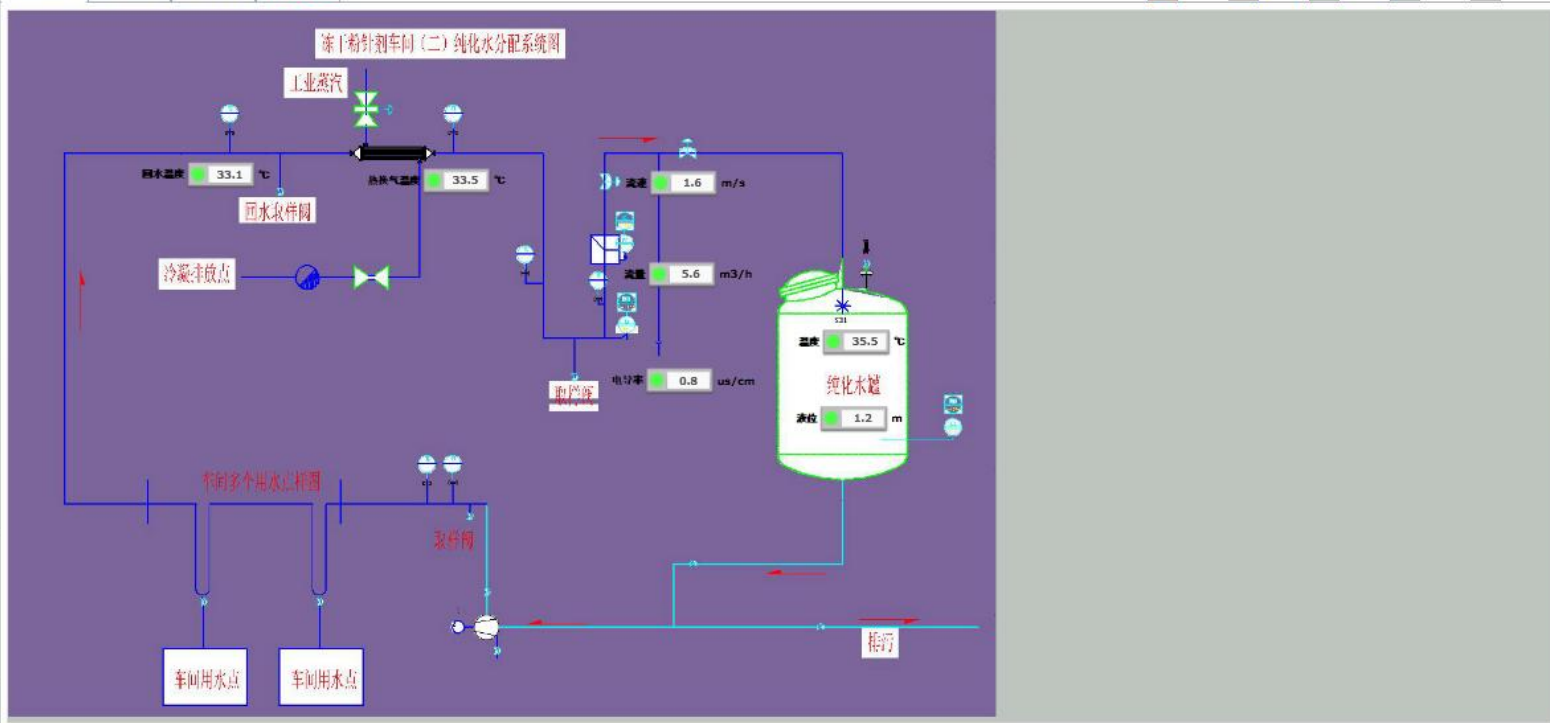 冻干粉针剂车间（二）纯化水分配系统图
工业蒸汽
回水温度 33.1 ℃
热换气温度 33.5 ℃
流速 1.6 m/s
回水取样阀
冷凝排放点
流量 5.6 m3/h
S21
温度 35.5 ℃
电导率 0.8 us/cm
纯化水罐
取样阀
液位 1.2 m
车间多个用水点样图
取样阀
排污
车间用水点
车间用水点